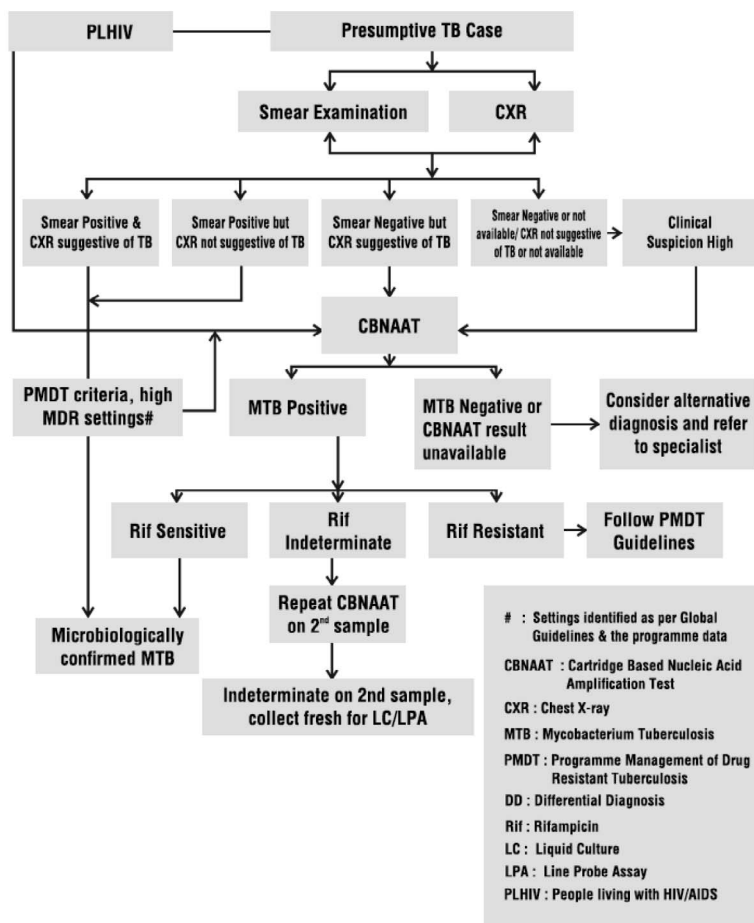 PLHIV
Presumptive TB Case
Smear Examination
CXR
Smear Positive &
CXR suggestive of TB
Smear Positive but
CXR not suggestive of TB
Smear Negative but
CXR suggestive of TB
Smear Negative or not
available/ CXR not suggestive
of TB or not available
Clinical
Suspicion High
CBNAAT
PMDT criteria, high
MDR settings#
MTB Positive
MTB Negative or
CBNAAT result
unavailable
Consider alternative
diagnosis and refer
to specialist
Rif Sensitive
Rif
Indeterminate
Rif Resistant
Follow PMDT
Guidelines
Repeat CBNAAT
on 2nd sample
Microbiologically
confirmed MTB
Indeterminate on 2nd sample,
collect fresh for LC/LPA
# : Settings identified as per Global
Guidelines & the programme data
CBNAAT : Cartridge Based Nucleic Acid
Amplification Test
CXR : Chest X-ray
MTB : Mycobacterium Tuberculosis
PMDT : Programme Management of Drug
Resistant Tuberculosis
DD : Differential Diagnosis
Rif : Rifampicin
LC : Liquid Culture
LPA : Line Probe Assay
PLHIV : People living with HIV/AIDS